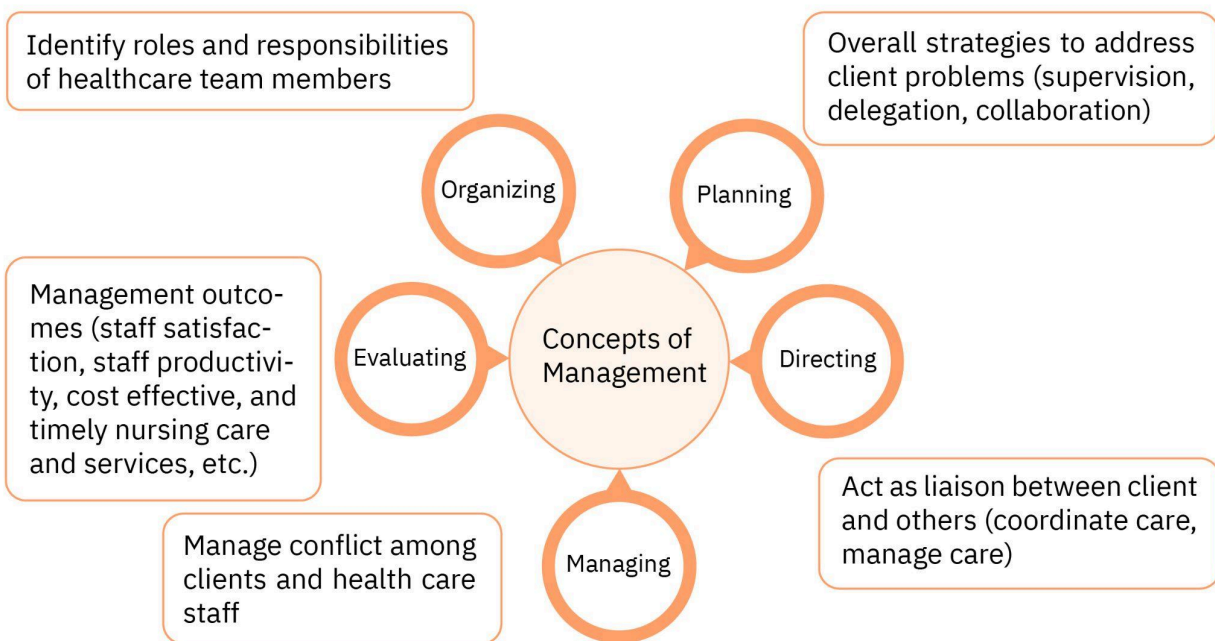 Identify roles and responsibilities
of healthcare team members
Overall strategies to address
client problems (supervision,
delegation, collaboration)
Organizing
Planning
Management outco-
mes (staff satisfac-
tion, staff productivi-
ty, cost effective, and
timely nursing care
and services, etc.)
Evaluating
Concepts of
Management
Directing
Act as liaison between client
and others (coordinate care,
manage care)
Manage conflict among
clients and health care
staff
Managing